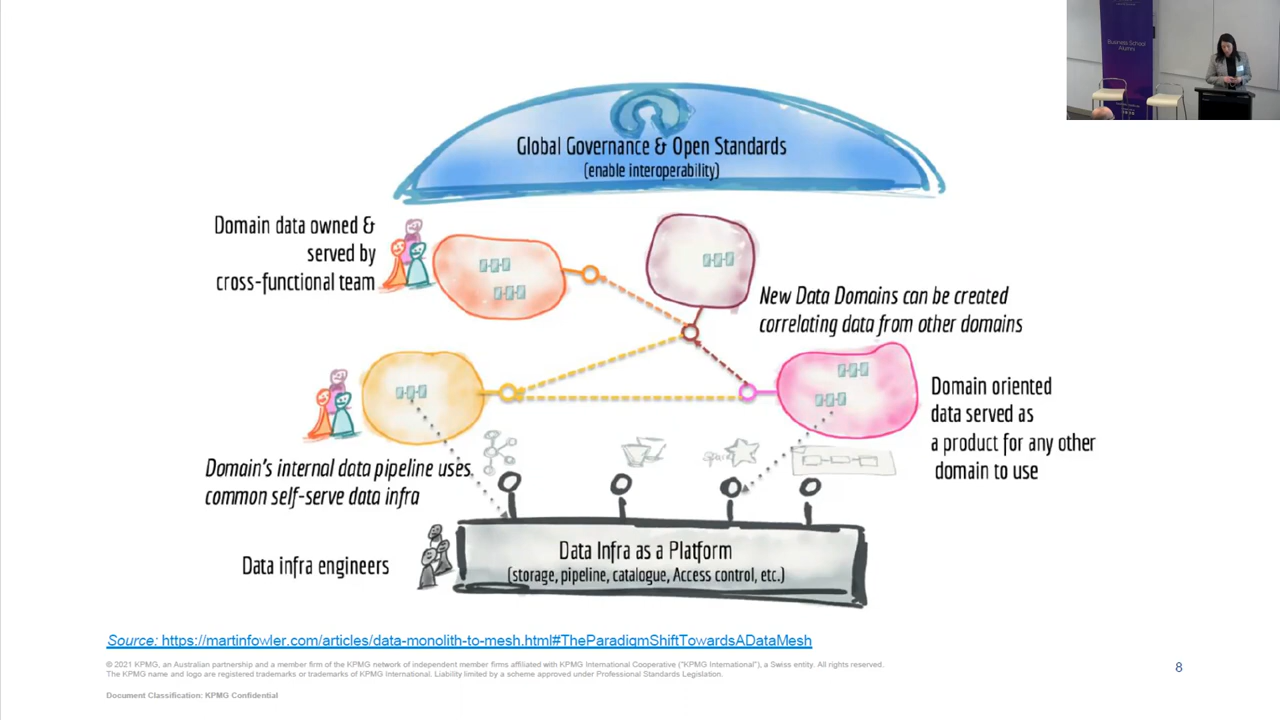 Business School
Alumni
Global Governance & Open Standards
(enable interoperability)
Domain data owned &
served by
cross-functional team
New Data Domains can be created
correlating data from other domains
Domain oriented
data served as
a product for any other
domain to use
Domain's internal data pipeline uses
common self-serve data infra
Spark
Data infra engineers
Data Infra as a Platform
(storage, pipeline, catalogue, Access control, etc.)
Source: https://martinfowler.com/articles/data-monolith-to-mesh.html#TheParadigmShiftTowardsADataMesh
© 2021 KPMG, an Australian partnership and a member firm of the KPMG network of independent member firms affiliated with KPMG International Cooperative ("KPMG International"), a Swiss entity. All rights reserved.
The KPMG name and logo are registered trademarks or trademarks of KPMG International. Liability limited by a scheme approved under Professional Standards Legislation.
8
Document Classification: KPMG Confidential